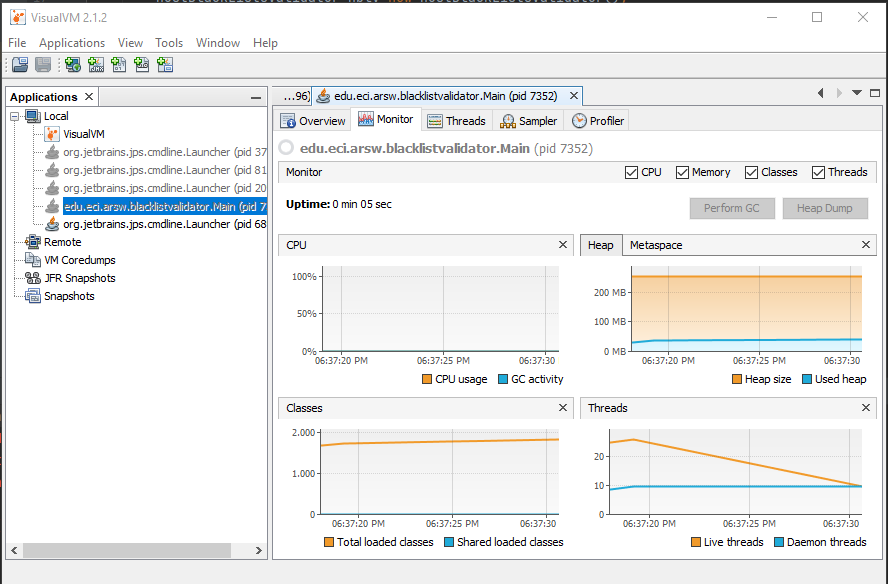 VisualVM 2.1.2
File Applications View Tools Window Help
Applications
Local
VisualVM
org.jetbrains.jps.cmdline.Launcher (pid 37
org.jetbrains.jps.cmdline.Launcher (pid 81
org.jetbrains.jps.cmdline.Launcher (pid 20
edu.eci.arsw.blacklistvalidator.Main (pid 7
org.jetbrains.jps.cmdline.Launcher (pid 68
Remote
VM Coredumps
JFR Snapshots
Snapshots
...96) edu.eci.arsw.blacklistvalidator.Main (pid 7352)
Overview Monitor Threads Sampler Profiler
edu.eci.arsw.blacklistvalidator.Main (pid 7352)
Monitor CPU Memory Classes Threads
Uptime: 0 min 05 sec Perform GC Heap Dump
CPU
100%
50%
0%
06:37:20 PM 06:37:25 PM 06:37:30
CPU usage GC activity
Heap Metaspace
200 MB
100 MB
0 MB
06:37:20 PM 06:37:25 PM 06:37:30
Heap size Used heap
Classes
2.000
1.000
0
06:37:20 PM 06:37:25 PM 06:37:30
Total loaded classes Shared loaded classes
Threads
20
10
0
06:37:20 PM 06:37:25 PM 06:37:30
Live threads Daemon threads